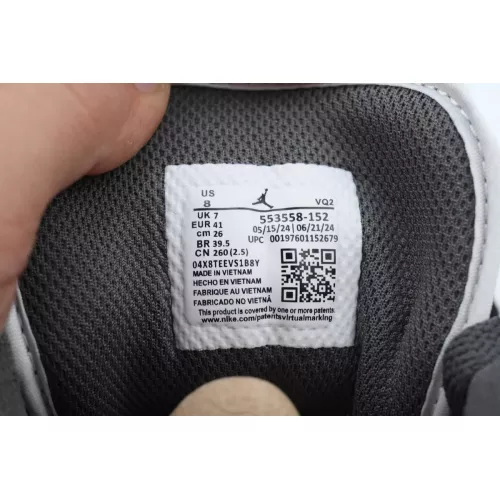 US
8
VQ2
UK 7
EUR 41
cm 26
BR 39.5
CN 260 (2.5)
553558-152
05/15/24 06/21/24
UPC 00197601152679
04X8TEEVS1B8Y
MADE IN VIETNAM
HECHO EN VIETNAM
FABRIQUE AU VIETNAM
FABRICADO NO VIETNÃ
This product is covered by one or more patents
www.nike.com/patentsvirtualmarking